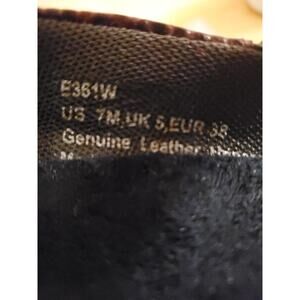 E361W
US 7M,UK 5,EUR 38
Genuine Leather